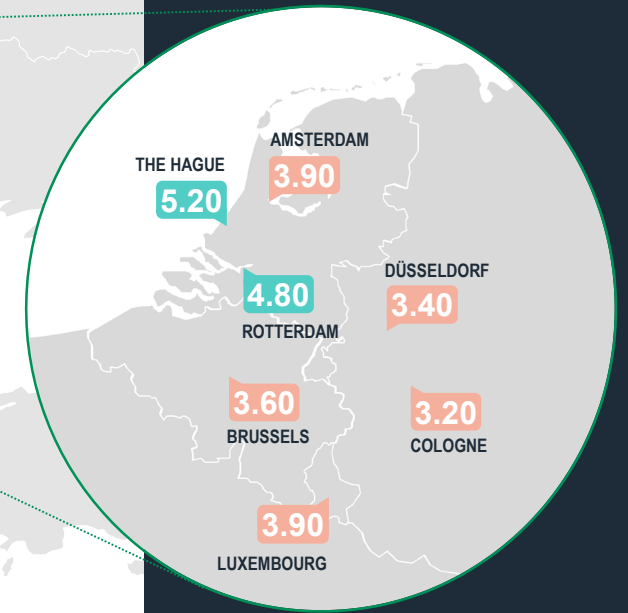 AMSTERDAM
3.90
THE HAGUE
5.20
DÜSSELDORF
3.40
4.80
ROTTERDAM
3.60
BRUSSELS
3.20
COLOGNE
3.90
LUXEMBOURG